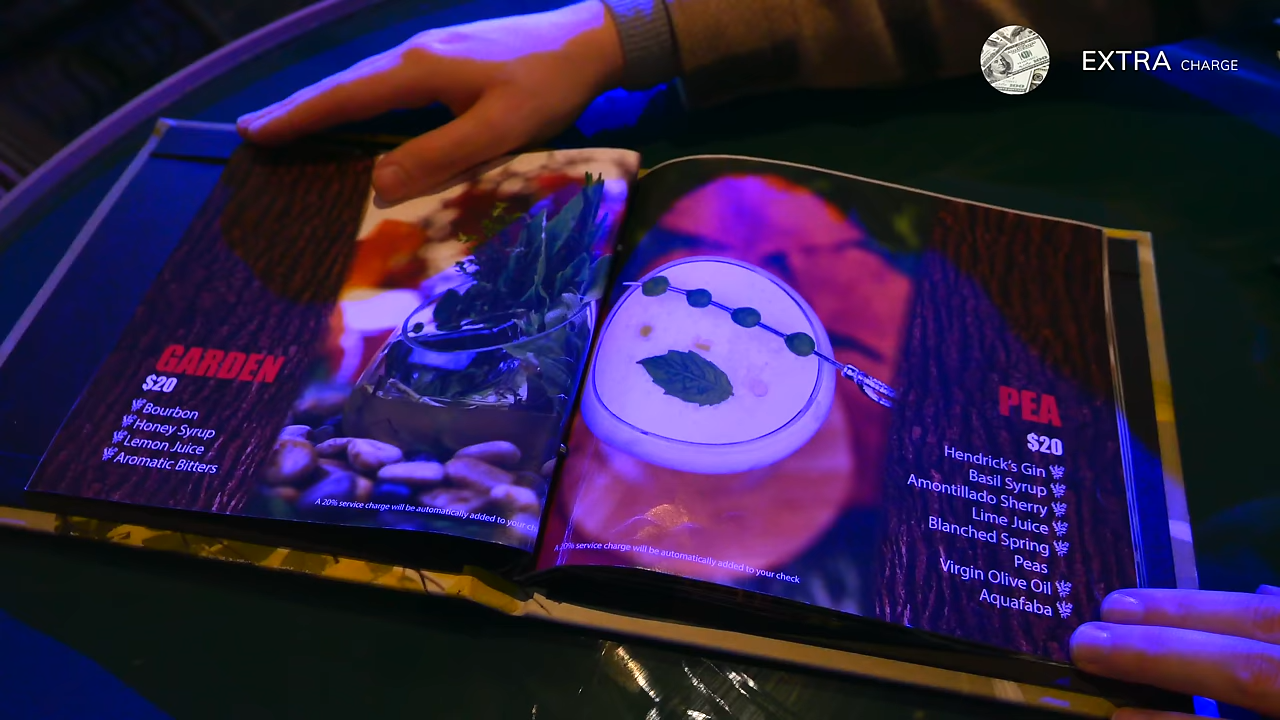 EXTRA CHARGE
GARDEN
$20
Bourbon
Honey Syrup
Lemon Juice
Aromatic Bitters
A 20% service charge will be automatically added to your ch
PEA
$20
Hendrick's Gin
Basil Syrup
Amontillado Sherry
Lime Juice
Blanched Spring
Peas
Virgin Olive Oil
Aquafaba
A 20% service charge will be automatically added to your check